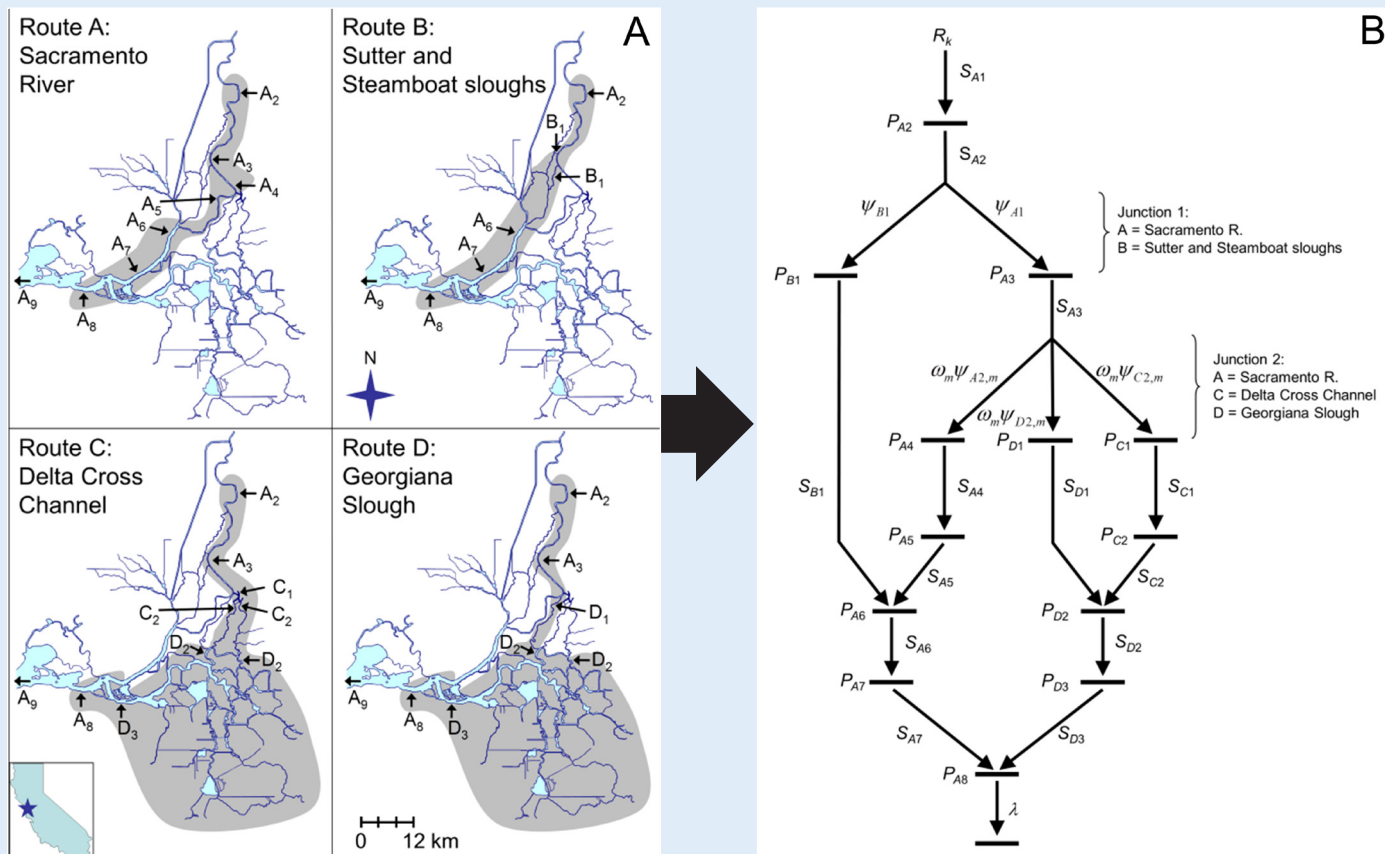 A
Route A:
Sacramento
River
A2
A3
A4
A5
A6
A7
A9
A8
Route B:
Sutter and
Steamboat sloughs
A2
B1
B1
A6
A7
A9
A8
N
Route C:
Delta Cross
Channel
A2
A3
C1
C2
C2
D2
D2
A9
A8
D3
Route D:
Georgiana
Slough
A2
A3
D1
D2
D2
A9
A8
D3
0 12 km
B
Rk
SA1
PA2
SA2
ψB1
ψA1
Junction 1:
A = Sacramento R.
B = Sutter and Steamboat sloughs
PB1
PA3
SA3
Junction 2:
A = Sacramento R.
C = Delta Cross Channel
D = Georgiana Slough
ωmψA2,m
ωmψC2,m
ωmψD2,m
PA4
PD1
PC1
SB1
SA4
SD1
SC1
PA5
PC2
SA5
SC2
PA6
PD2
SA6
SD2
PA7
PD3
SA7
SD3
PA8
λ